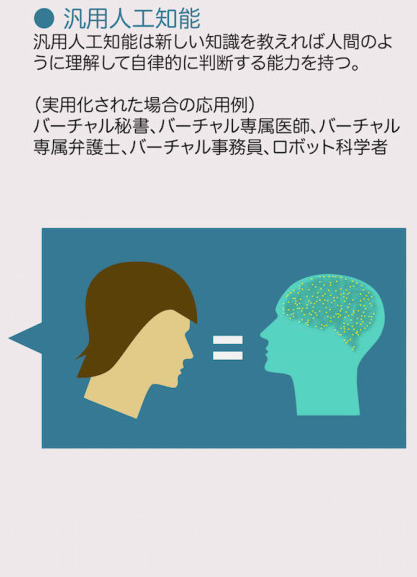 ● 汎用人工知能
汎用人工知能は新しい知識を教えれば人間のよ
うに理解して自律的に判断する能力を持つ。
（実用化された場合の応用例）
バーチャル秘書、バーチャル専属医師、バーチャル
専属弁護士、バーチャル事務員、ロボット科学者
=